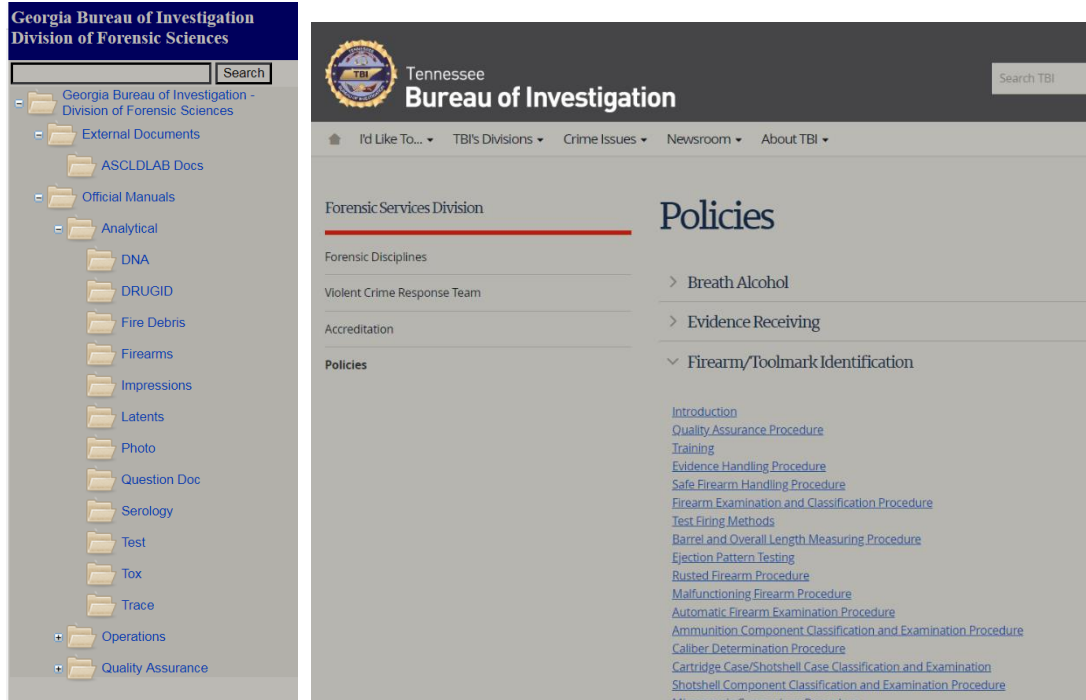 Georgia Bureau of Investigation
Division of Forensic Sciences
Search
Georgia Bureau of Investigation -
Division of Forensic Sciences
External Documents
ASCLDLAB Docs
Official Manuals
Analytical
DNA
DRUGID
Fire Debris
Firearms
Impressions
Latents
Photo
Question Doc
Serology
Test
Tox
Trace
Operations
Quality Assurance
TBI
Tennessee
Bureau of Investigation
Search TBI
I'd Like To... TBI's Divisions Crime Issues Newsroom About TBI
Forensic Services Division
Forensic Disciplines
Violent Crime Response Team
Accreditation
Policies
Policies
Breath Alcohol
Evidence Receiving
Firearm/Toolmark Identification
Introduction
Quality Assurance Procedure
Training
Evidence Handling Procedure
Safe Firearm Handling Procedure
Firearm Examination and Classification Procedure
Test Firing Methods
Barrel and Overall Length Measuring Procedure
Ejection Pattern Testing
Rusted Firearm Procedure
Malfunctioning Firearm Procedure
Automatic Firearm Examination Procedure
Ammunition Component Classification and Examination Procedure
Caliber Determination Procedure
Cartridge Case/Shotshell Case Classification and Examination
Shotshell Component Classification and Examination Procedure